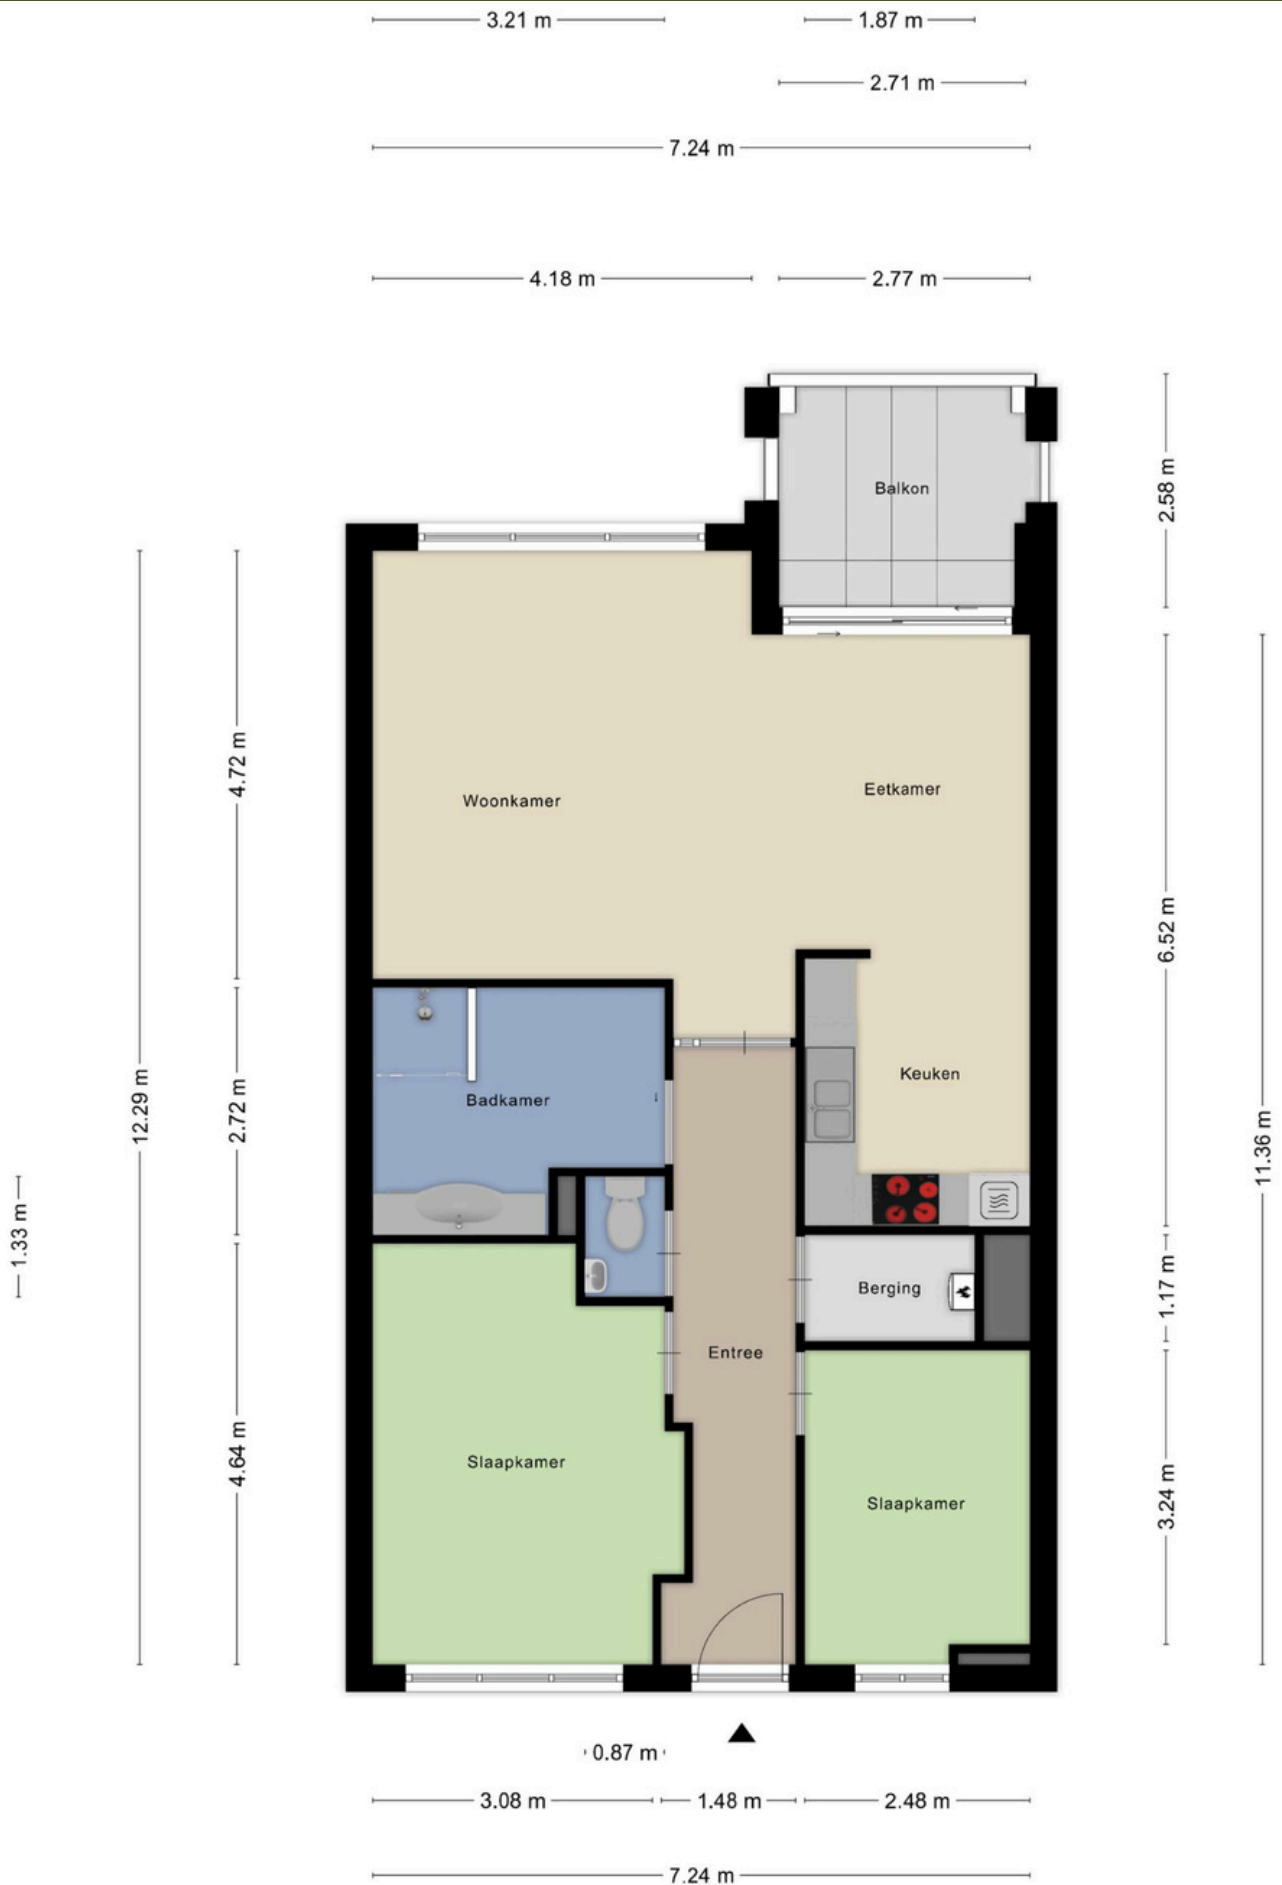 3.21 m
1.87 m
2.71 m
7.24 m
4.18 m
2.77 m
Balkon
2.58 m
4.72 m
Woonkamer
Eetkamer
6.52 m
Keuken
Badkamer
12.29 m
2.72 m
11.36 m
1.33 m
Berging
1.17 m
Entree
4.64 m
Slaapkamer
Slaapkamer
3.24 m
0.87 m
3.08 m
1.48 m
2.48 m
7.24 m